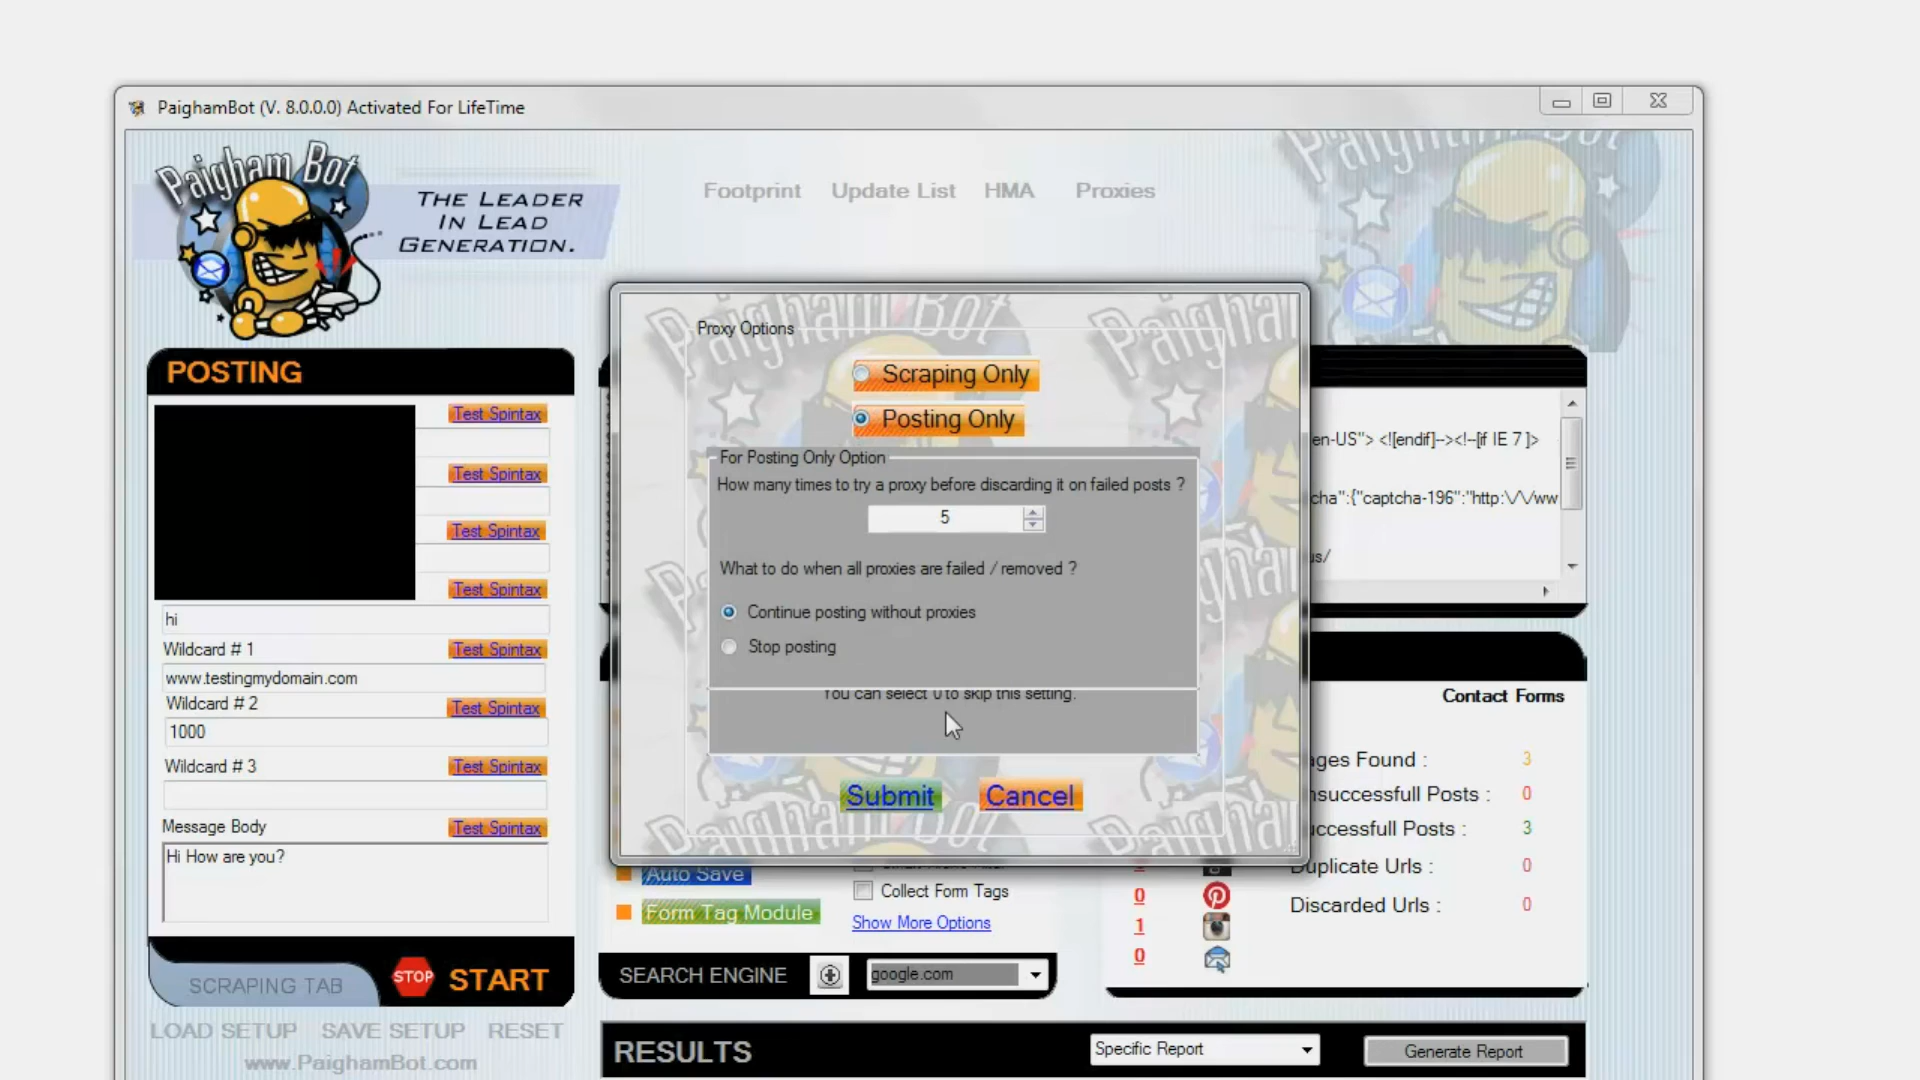 PaighamBot (V. 8.0.0.0) Activated For LifeTime
Paigham Bot
THE LEADER
IN LEAD
GENERATION.
Footprint Update List HMA Proxies
POSTING
Test Spintax
Test Spintax
Test Spintax
Test Spintax
hi
Wildcard # 1 Test Spintax
www.testingmydomain.com
Wildcard # 2 Test Spintax
1000
Wildcard # 3 Test Spintax
Message Body Test Spintax
Hi How are you?
SCRAPING TAB STOP START
LOAD SETUP SAVE SETUP RESET
www.PaighamBot.com
Proxy Options
Scraping Only
Posting Only
For Posting Only Option
How many times to try a proxy before discarding it on failed posts ?
5
What to do when all proxies are failed / removed ?
Continue posting without proxies
Stop posting
You can select 0 to skip this setting.
Submit Cancel
en-US"> <![endif]--><!--[if IE 7 ]>
cha":{"captcha-196":"http:\/\/ww
us/
Auto Save
Form Tag Module
Collect Form Tags
Show More Options
SEARCH ENGINE google.com
Contact Forms
ages Found : 3
nsuccessfull Posts : 0
uccessfull Posts : 3
Duplicate Urls : 0
Discarded Urls : 0
0
1
0
RESULTS Specific Report Generate Report